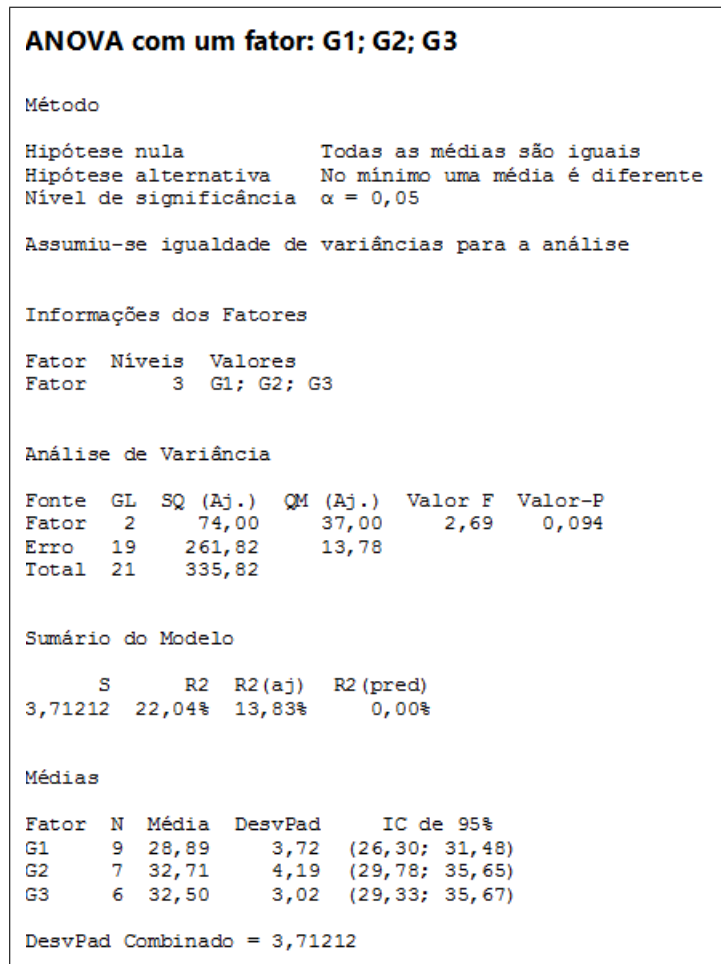 ANOVA com um fator: G1; G2; G3
Método
Hipótese nula Todas as médias são iguais
Hipótese alternativa No mínimo uma média é diferente
Nível de significância α = 0,05
Assumiu-se igualdade de variâncias para a análise
Informações dos Fatores
Fator Níveis Valores
Fator 3 G1; G2; G3
Análise de Variância
Fonte GL SQ (Aj.) QM (Aj.) Valor F Valor-P
Fator 2 74,00 37,00 2,69 0,094
Erro 19 261,82 13,78
Total 21 335,82
Sumário do Modelo
S R2 R2(aj) R2(pred)
3,71212 22,04% 13,83% 0,00%
Médias
Fator N Média DesvPad IC de 95%
G1 9 28,89 3,72 (26,30; 31,48)
G2 7 32,71 4,19 (29,78; 35,65)
G3 6 32,50 3,02 (29,33; 35,67)
DesvPad Combinado = 3,71212